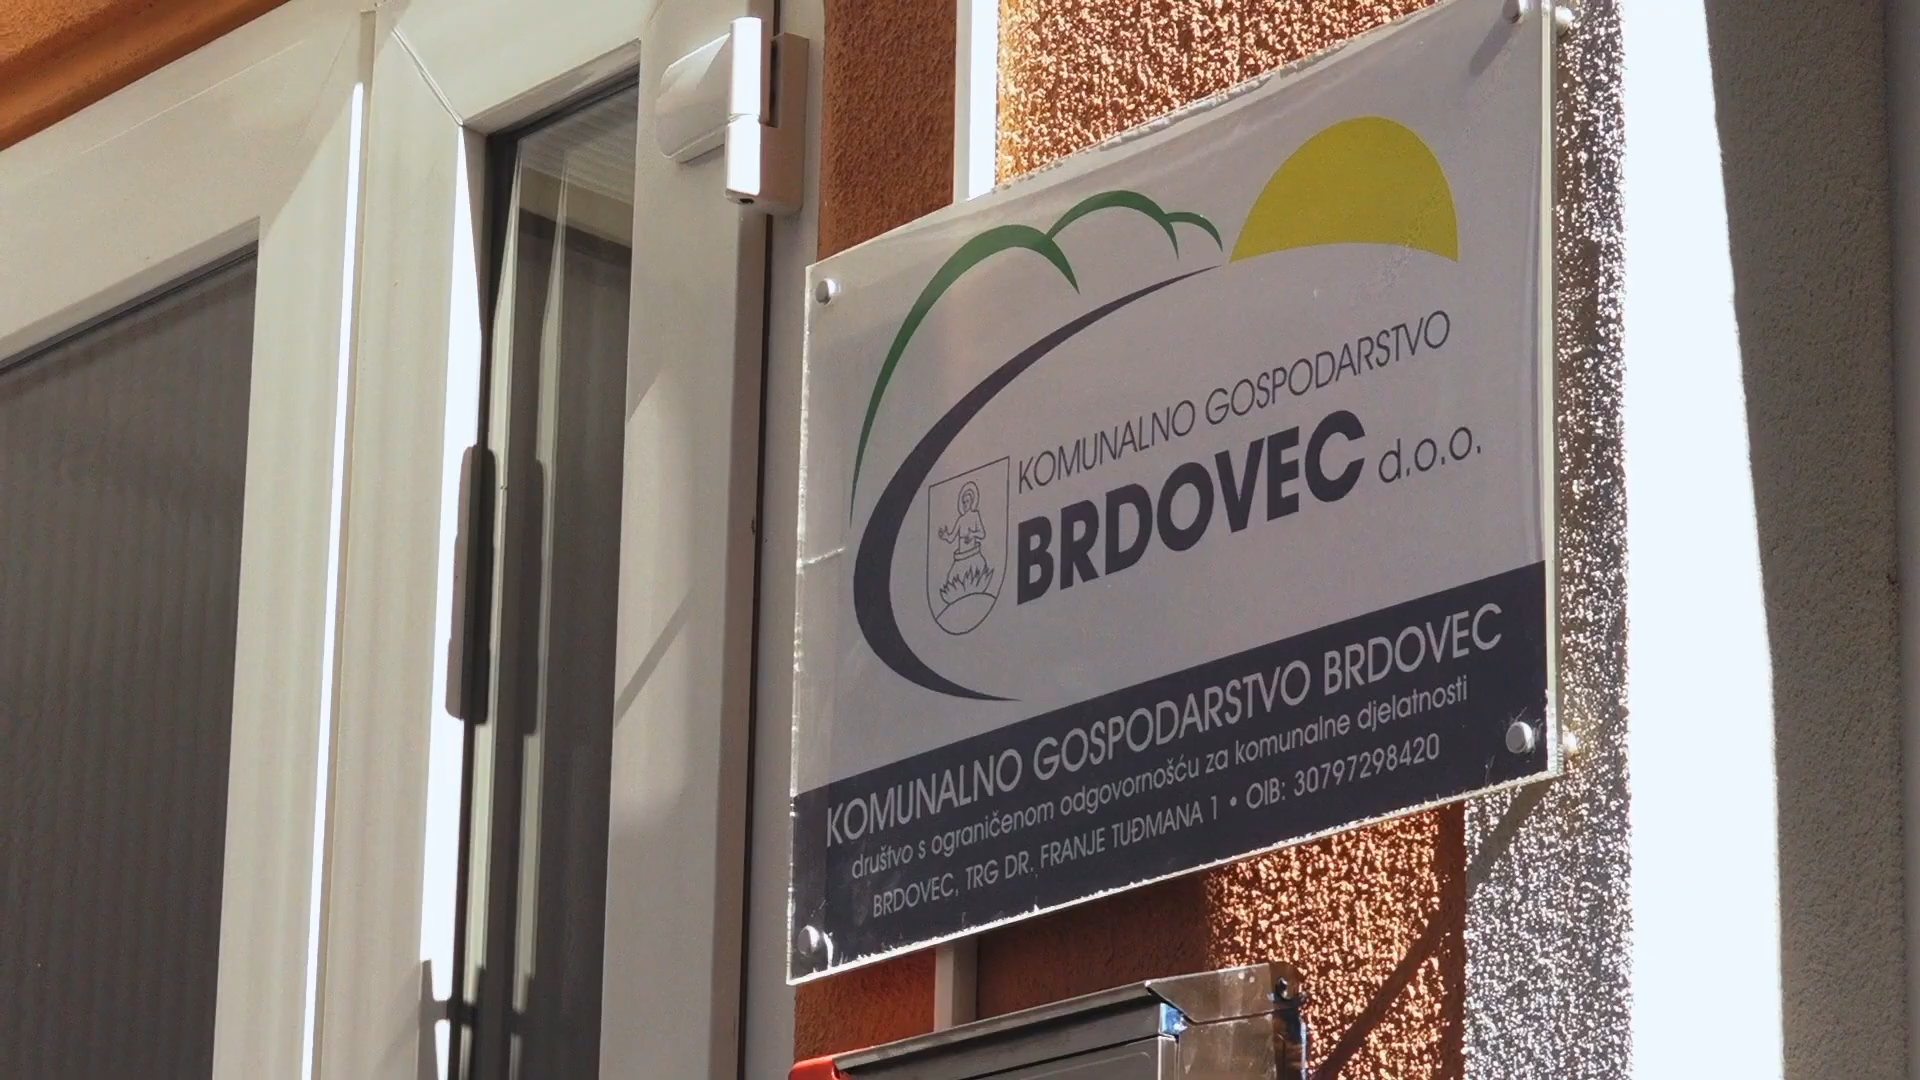 KOMUNALNO GOSPODARSTVO
BRDOVEC d.o.o.
KOMUNALNO GOSPODARSTVO BRDOVEC
društvo s ograničenom odgovornošću za komunalne djelatnosti
BRDOVEC, TRG DR. FRANJE TUĐMANA 1 • OIB: 30797298420